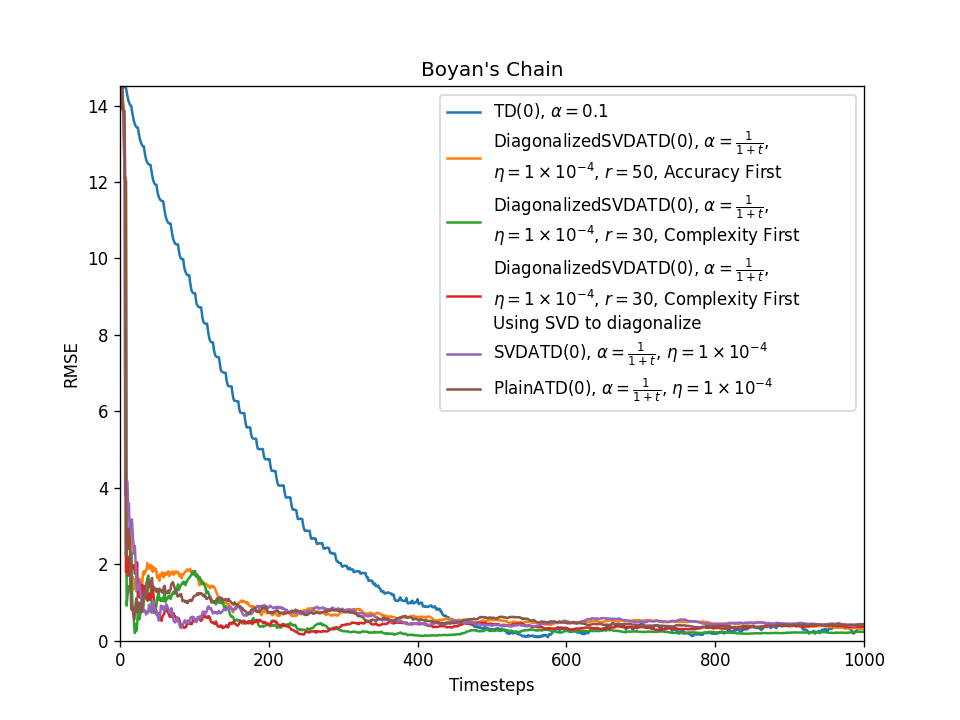 Boyan's Chain
RMSE
14
12
10
8
6
4
2
0
TD(0), α = 0.1
DiagonalizedSVDATD(0), α = 1/(1+t),
η = 1 × 10⁻⁴, r = 50, Accuracy First
DiagonalizedSVDATD(0), α = 1/(1+t),
η = 1 × 10⁻⁴, r = 30, Complexity First
DiagonalizedSVDATD(0), α = 1/(1+t),
η = 1 × 10⁻⁴, r = 30, Complexity First
Using SVD to diagonalize
SVDATD(0), α = 1/(1+t), η = 1 × 10⁻⁴
PlainATD(0), α = 1/(1+t), η = 1 × 10⁻⁴
0 200 400 600 800 1000
Timesteps